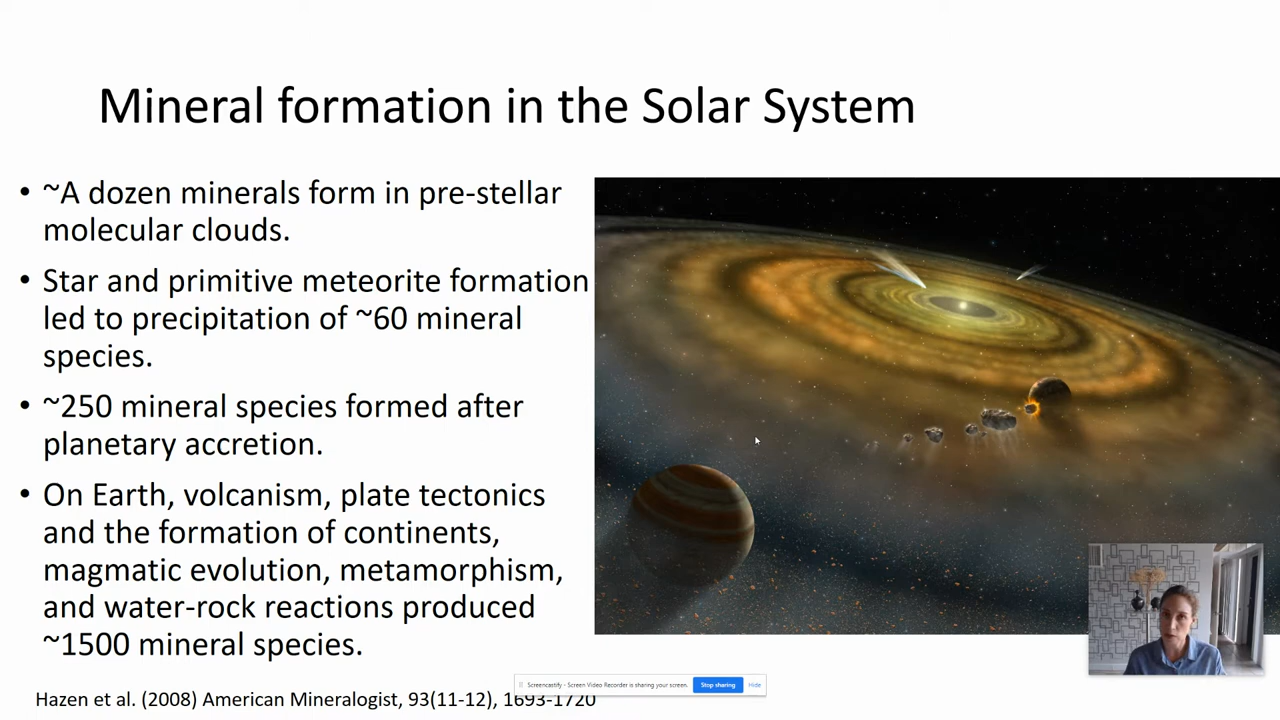 Mineral formation in the Solar System
• ~A dozen minerals form in pre-stellar
molecular clouds.
• Star and primitive meteorite formation
led to precipitation of ~60 mineral
species.
• ~250 mineral species formed after
planetary accretion.
• On Earth, volcanism, plate tectonics
and the formation of continents,
magmatic evolution, metamorphism,
and water-rock reactions produced
~1500 mineral species.
Screencastify - Screen Video Recorder is sharing your screen. Stop sharing Hide
Hazen et al. (2008) American Mineralogist, 93(11-12), 1693-1720